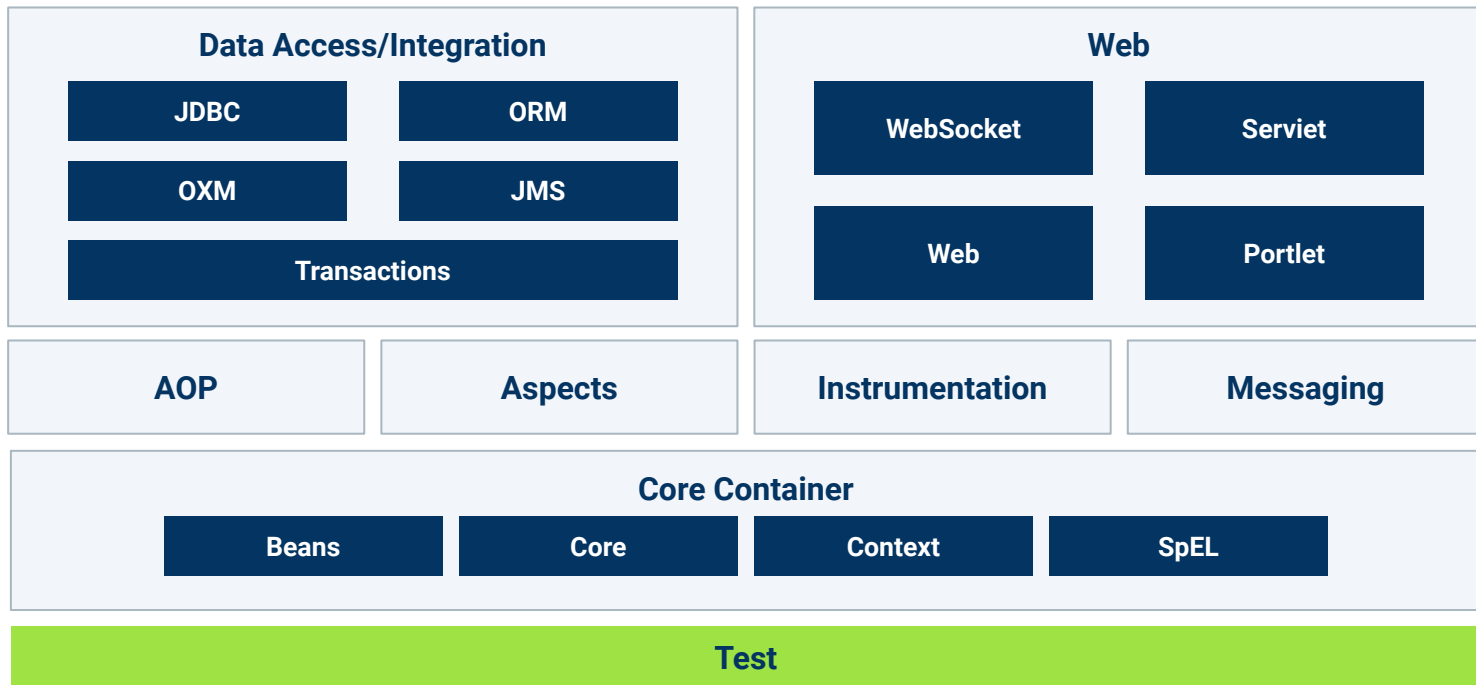 Data Access/Integration
JDBC
ORM
OXM
JMS
Transactions
Web
WebSocket
Serviet
Web
Portlet
AOP
Aspects
Instrumentation
Messaging
Core Container
Beans
Core
Context
SpEL
Test